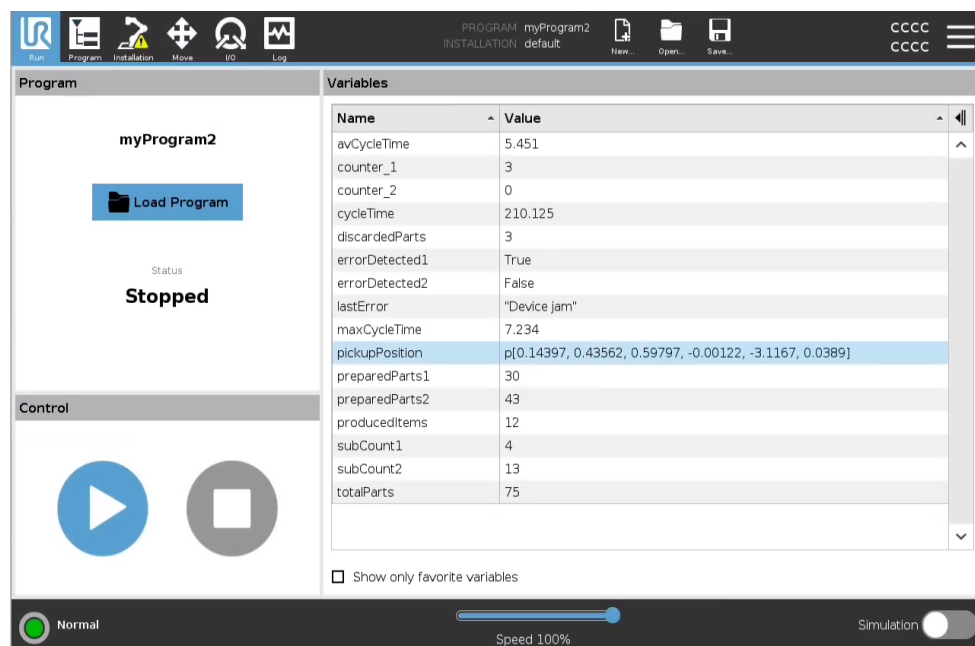 UR
PROGRAM myProgram2
INSTALLATION default
CCCC
CCCC
Run Program Installation Move I/O Log New... Open... Save...
Program
myProgram2
Load Program
Status
Stopped
Control
Variables
Name Value
avCycleTime 5.451
counter_1 3
counter_2 0
cycleTime 210.125
discardedParts 3
errorDetected1 True
errorDetected2 False
lastError "Device jam"
maxCycleTime 7.234
pickupPosition p[0.14397, 0.43562, 0.59797, -0.00122, -3.1167, 0.0389]
preparedParts1 30
preparedParts2 43
producedItems 12
subCount1 4
subCount2 13
totalParts 75
Show only favorite variables
Normal
Speed 100%
Simulation